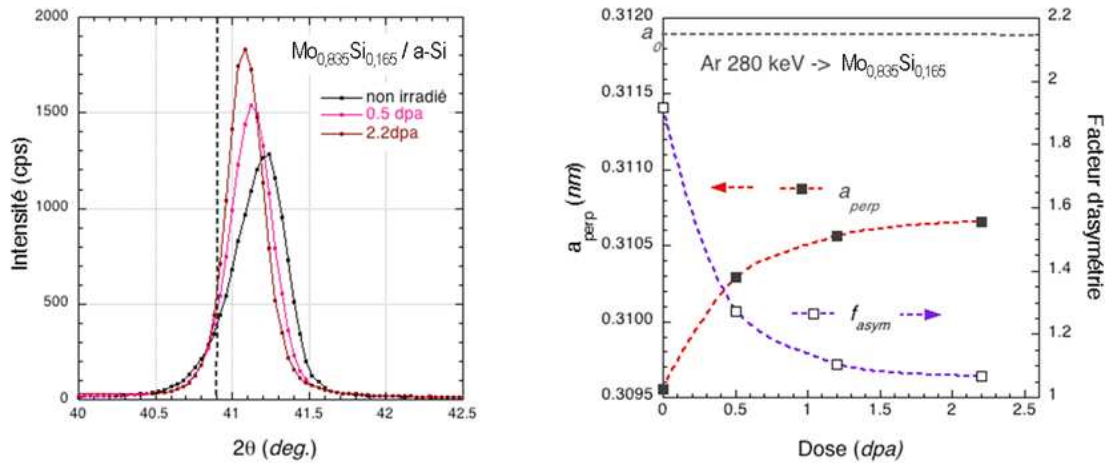 Mo0,835Si0,165 / a-Si
non irradié
0.5 dpa
2.2dpa
Intensité (cps)
2000
1500
1000
500
0
40
40.5
41
41.5
42
42.5
2θ (deg.)
Ar 280 keV -> Mo0,835Si0,165
a0
aperp
fasym
aperp (nm)
0.3120
0.3115
0.3110
0.3105
0.3100
0.3095
Facteur d'asymétrie
2.2
2
1.8
1.6
1.4
1.2
1
0
0.5
1
1.5
2
2.5
Dose (dpa)